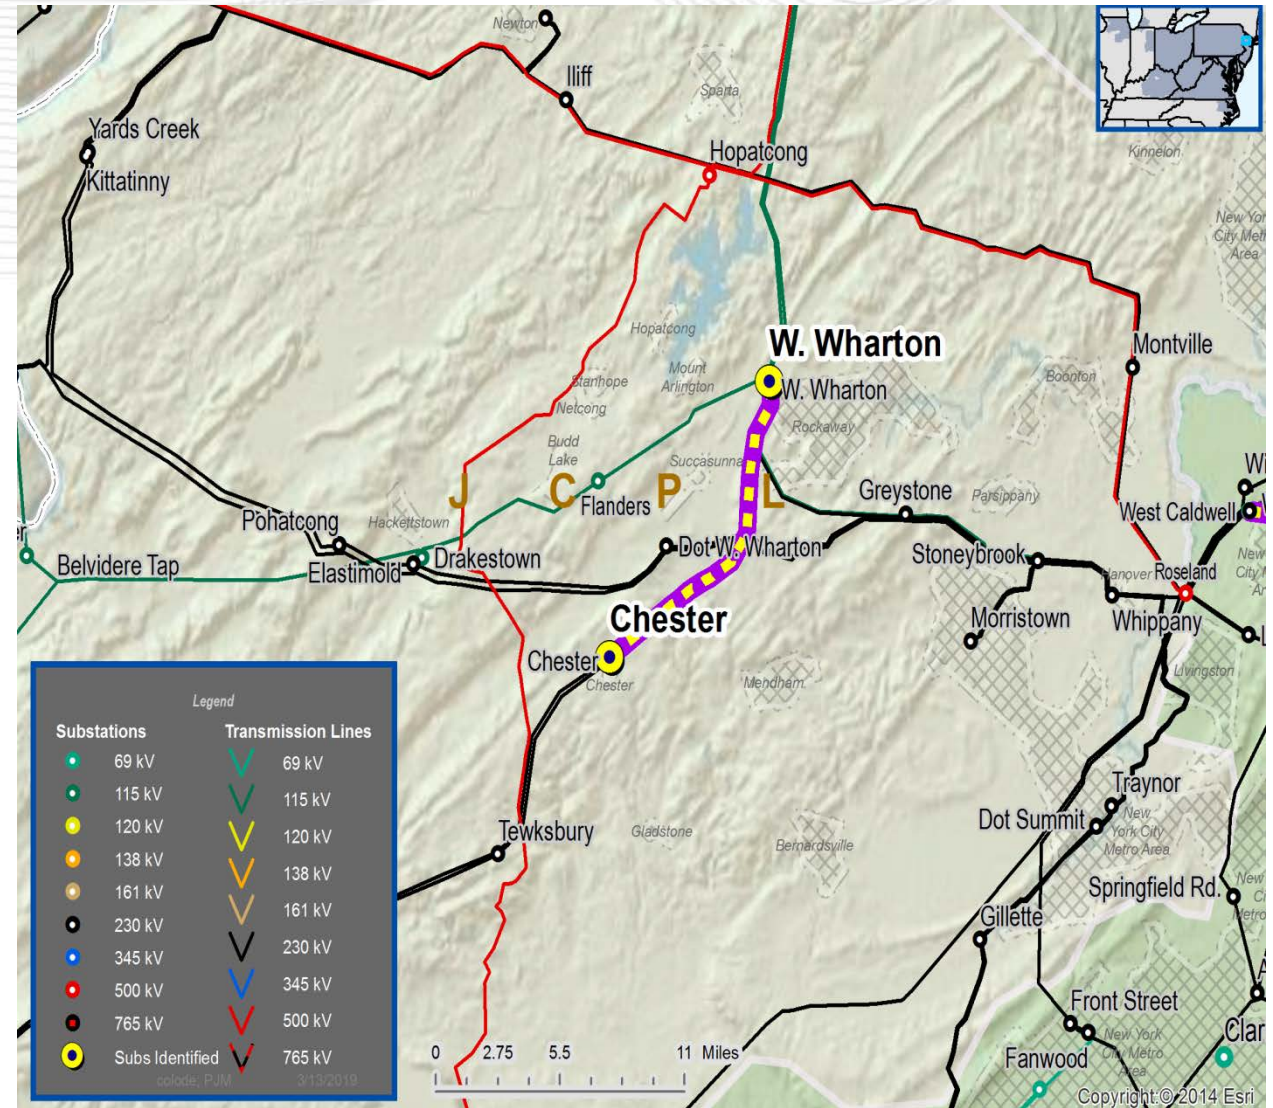 Newton
Iliff
Sparta
Yards Creek
Kittatinny
Hopatcong
Kinnelon
City Metro
Area
Hopatcong
W. Wharton
Montville
Stanhope
Mount
Arlington
W. Wharton
Boonton
Netcong
Rockaway
Budd
Lake
Succasunna
J C P L
Flanders
Greystone
Parsippany
West Caldwell
Pohatcong
Hackettstown
Belvidere Tap
Elastimold
Drakestown
Dot W. Wharton
Stoneybrook
Hanover
Roseland
Morristown
Whippany
Chester
Chester
Chester
Mendham
Livingston
Legend
Substations
Transmission Lines
69 kV
69 kV
115 kV
115 kV
120 kV
120 kV
138 kV
138 kV
161 kV
161 kV
230 kV
230 kV
345 kV
345 kV
500 kV
500 kV
765 kV
765 kV
Subs Identified
colode, PJM
3/13/2019
Tewksbury
Gladstone
Bernardsville
Traynor
Dot Summit
New
York City
Metro Area
Springfield Rd.
Gillette
Front Street
New York
City Metro
Area
Fanwood
0 2.75 5.5 11 Miles
Copyright:© 2014 Esri